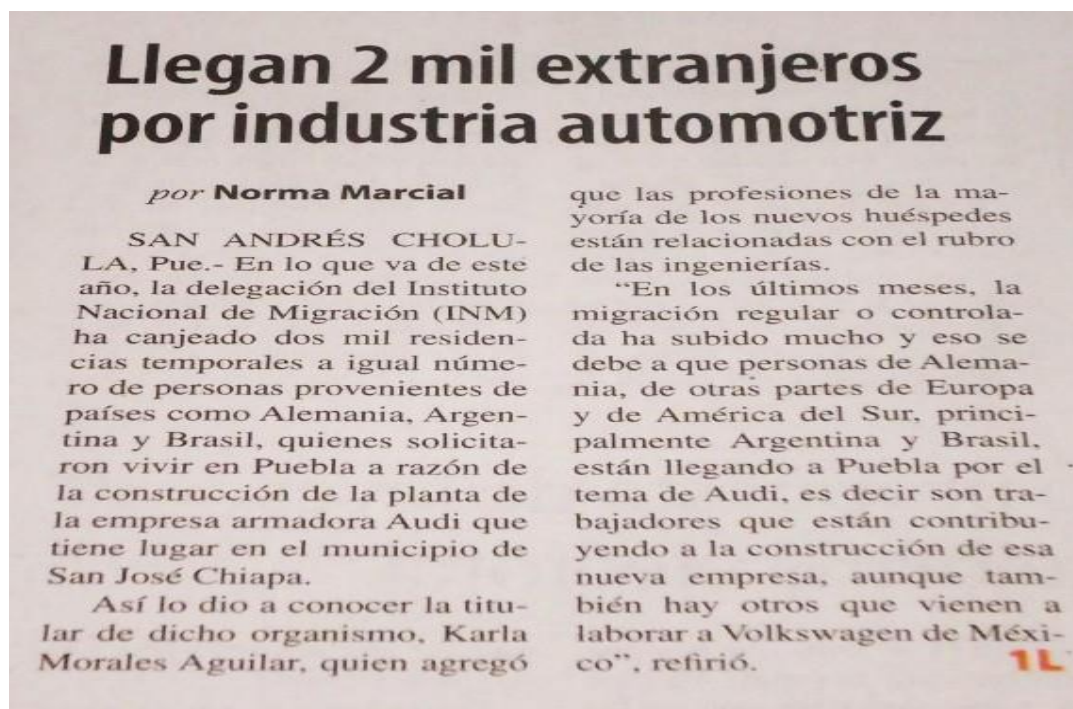 Llegan 2 mil extranjeros
por industria automotriz
por Norma Marcial
SAN ANDRÉS CHOLU-
LA, Pue.- En lo que va de este
año, la delegación del Instituto
Nacional de Migración (INM)
ha canjeado dos mil residen-
cias temporales a igual núme-
ro de personas provenientes de
países como Alemania, Argen-
tina y Brasil, quienes solicita-
ron vivir en Puebla a razón de
la construcción de la planta de
la empresa armadora Audi que
tiene lugar en el municipio de
San José Chiapa.
Así lo dio a conocer la titu-
lar de dicho organismo, Karla
Morales Aguilar, quien agregó
que las profesiones de la ma-
yoría de los nuevos huéspedes
están relacionadas con el rubro
de las ingenierías.
“En los últimos meses, la
migración regular o controla-
da ha subido mucho y eso se
debe a que personas de Alema-
nia, de otras partes de Europa
y de América del Sur, princi-
palmente Argentina y Brasil,
están llegando a Puebla por el
tema de Audi, es decir son tra-
bajadores que están contribu-
yendo a la construcción de esa
nueva empresa, aunque tam-
bién hay otros que vienen a
laborar a Volkswagen de Méxi-
co”, refirió.
1L